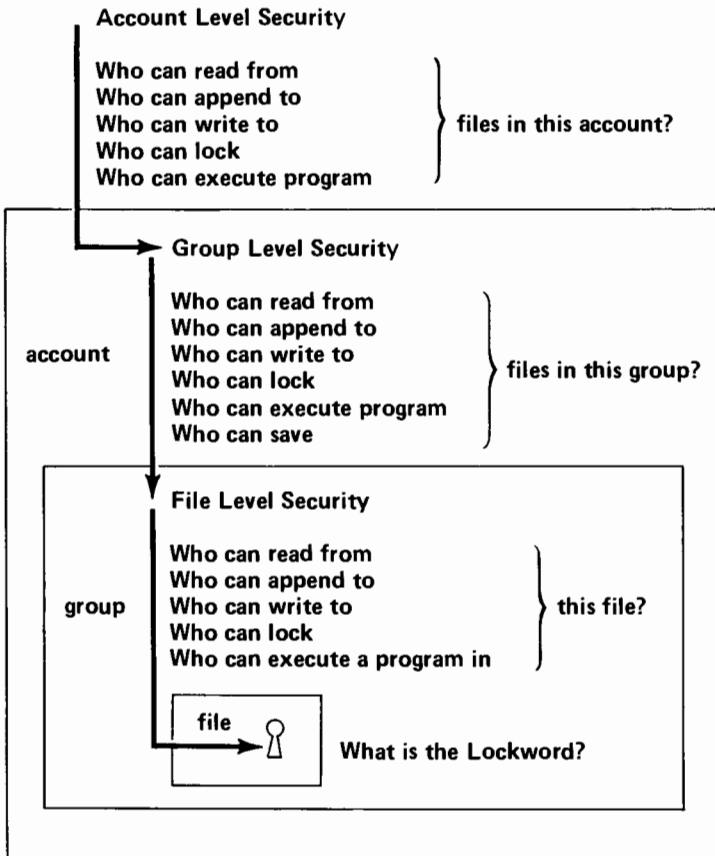 Account Level Security
Who can read from
Who can append to
Who can write to
Who can lock
Who can execute program
files in this account?
Group Level Security
account
Who can read from
Who can append to
Who can write to
Who can lock
Who can execute program
Who can save
files in this group?
File Level Security
group
Who can read from
Who can append to
Who can write to
Who can lock
Who can execute a program in
this file?
file
What is the Lockword?